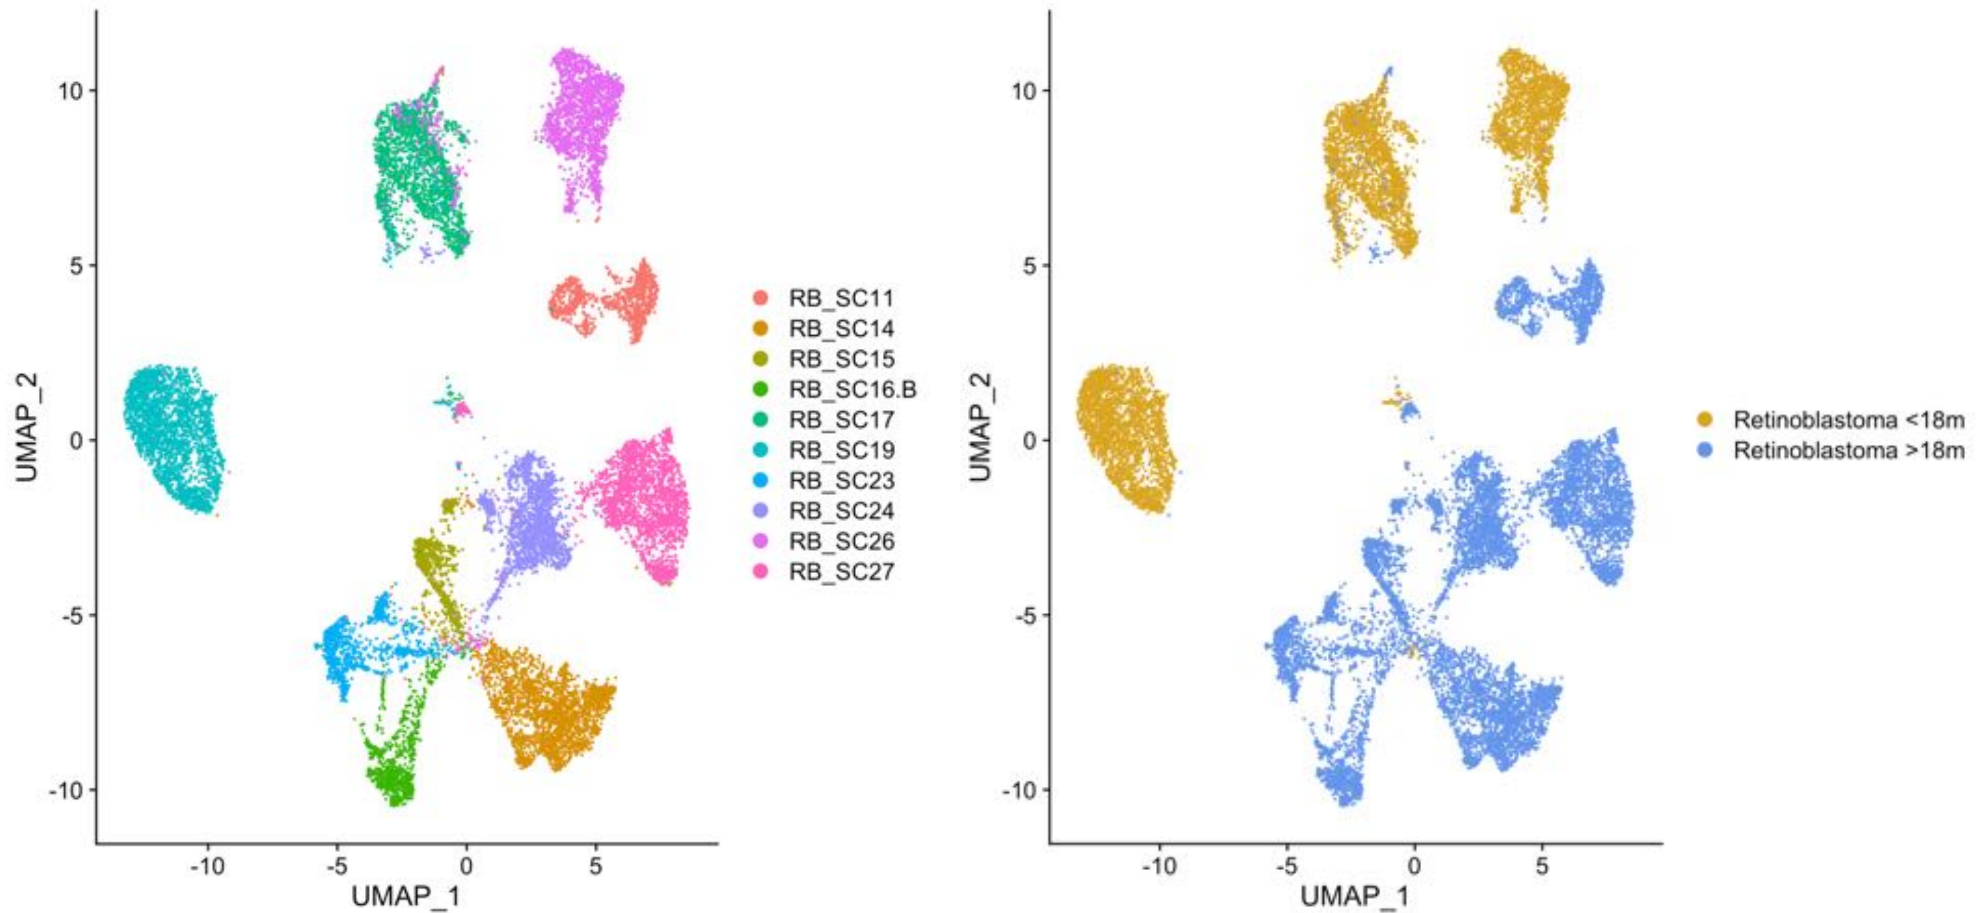 10
5
0
-5
-10
UMAP_2
-10
-5
0
5
UMAP_1
RB_SC11
RB_SC14
RB_SC15
RB_SC16.B
RB_SC17
RB_SC19
RB_SC23
RB_SC24
RB_SC26
RB_SC27
10
5
0
-5
-10
UMAP_2
-10
-5
0
5
UMAP_1
Retinoblastoma <18m
Retinoblastoma >18m